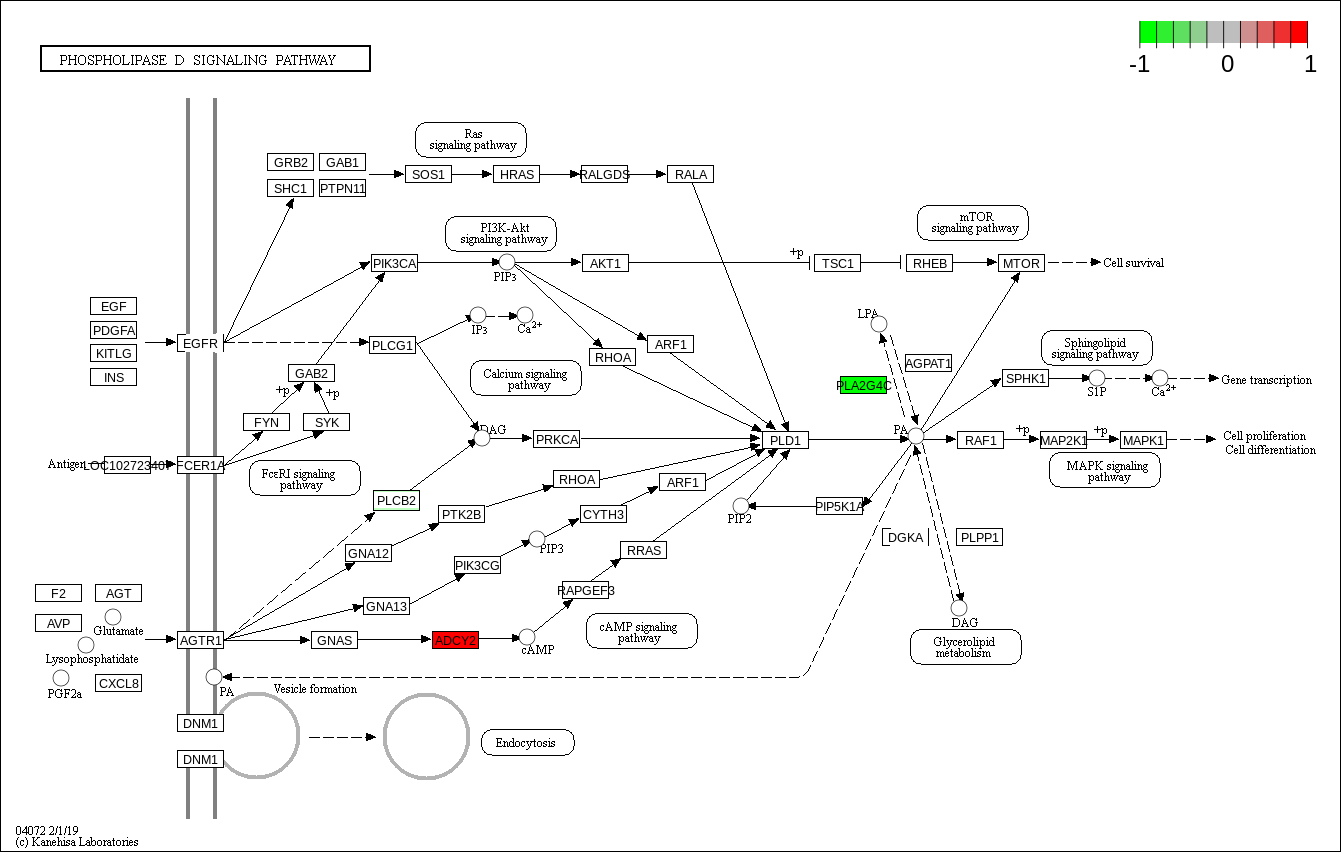 PHOSPHOLIPASE D SIGNALING PATHWAY
-1 0 1
Ras
signaling pathway
GRB2 GAB1
SHC1 PTPN11
SOS1 HRAS RALGDS RALA
PI3K-Akt
signaling pathway
mTOR
signaling pathway
PIK3CA
PIP3
AKT1
+p
TSC1 RHEB MTOR
Cell survival
EGF
PDGFA
KITLG
INS
EGFR
PLCG1
IP3
Ca2+
RHOA
ARF1
LPA
AGPAT1
PLA2G4C
Sphingolipid
signaling pathway
SPHK1
S1P
Ca2+
Gene transcription
GAB2
+p +p
FYN SYK
Calcium signaling
pathway
DAG
PRKCA
PLD1
PA
RAF1
+p
MAP2K1
+p
MAPK1
Cell proliferation
Cell differentiation
MAPK signaling
pathway
Antigen
LOC102723407
FCER1A
FcεRI signaling
pathway
PLCB2
RHOA
ARF1
PTK2B
CYTH3
PIP2
PIP5K1A
DGKA
PLPP1
GNA12
PIP3
RRAS
PIK3CG
RAPGEF3
GNA13
F2 AGT
AVP
Glutamate
Lysophosphatidate
PGF2a
CXCL8
AGTR1
GNAS
ADCY2
cAMP
cAMP signaling
pathway
DAG
Glycerolipid
metabolism
PA
Vesicle formation
DNM1
DNM1
Endocytosis
04072 2/1/19
(c) Kanehisa Laboratories